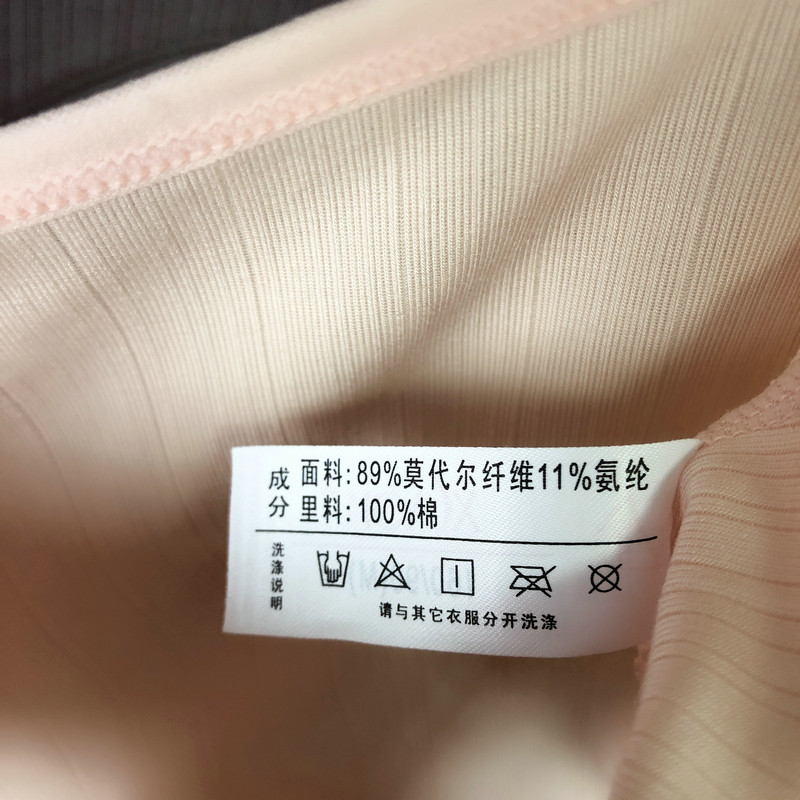 成分
面料:89%莫代尔纤维11%氨纶
里料:100%棉
洗涤说明
请与其它衣服分开洗涤